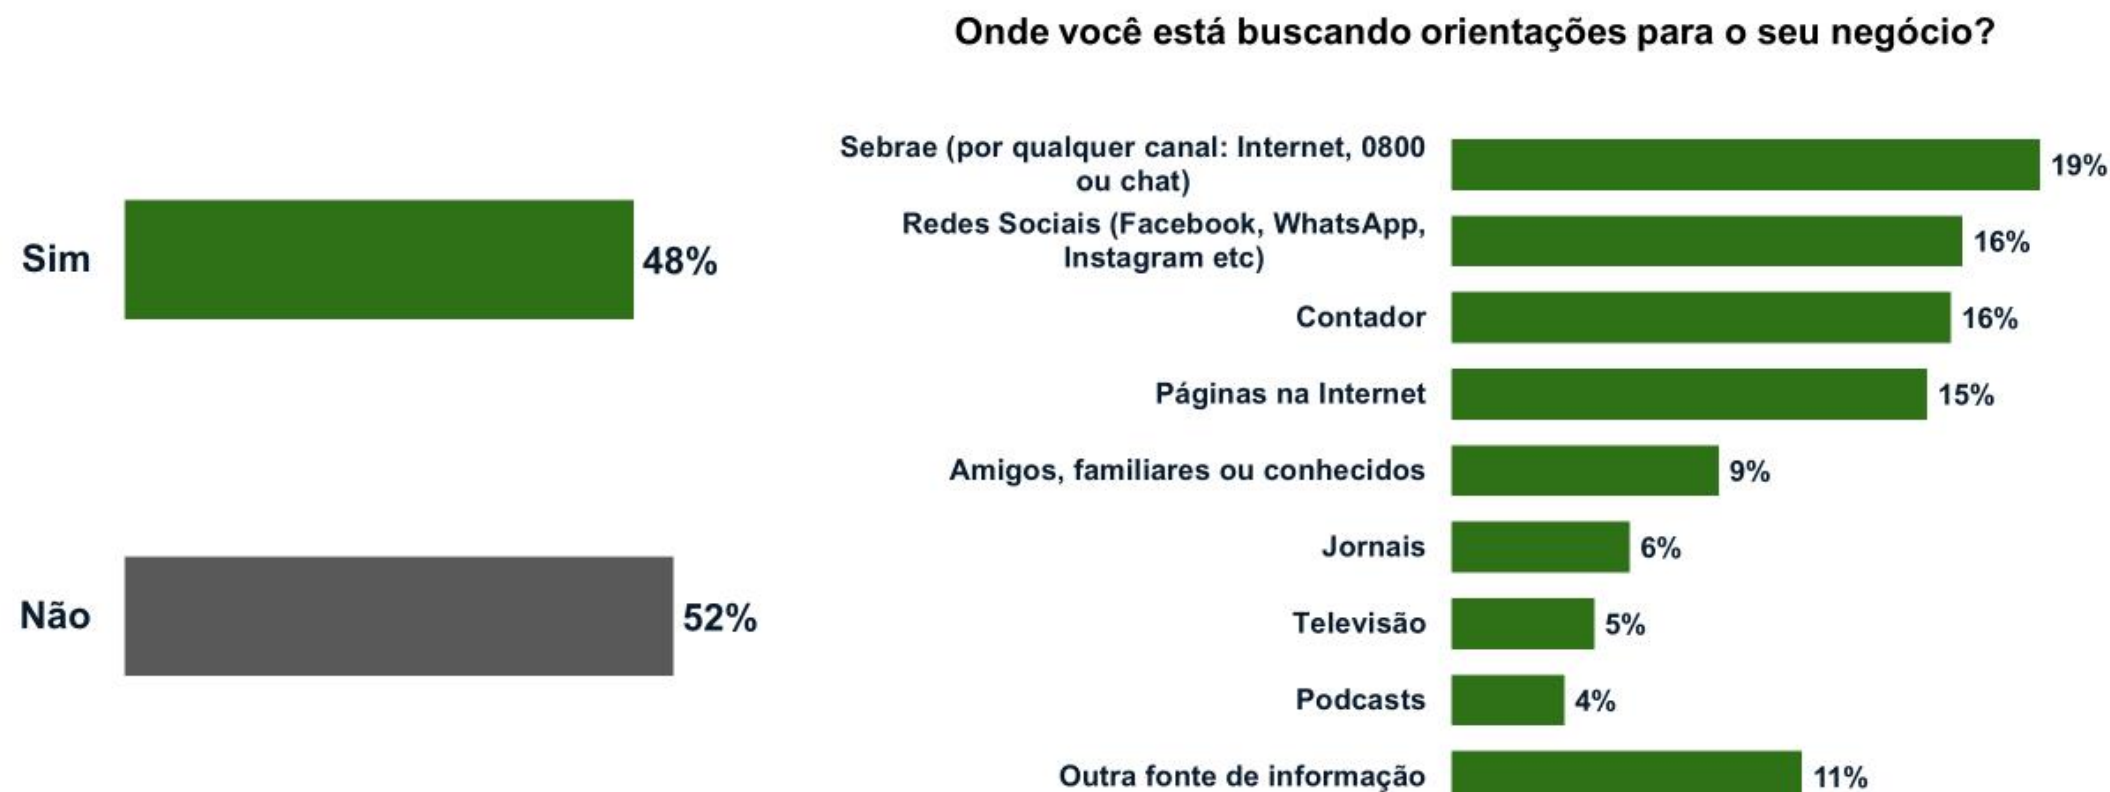 Onde você está buscando orientações para o seu negócio?
Sim
48%
Não
52%
Sebrae (por qualquer canal: Internet, 0800
ou chat)
19%
Redes Sociais (Facebook, WhatsApp,
Instagram etc)
16%
Contador
16%
Páginas na Internet
15%
Amigos, familiares ou conhecidos
9%
Jornais
6%
Televisão
5%
Podcasts
4%
Outra fonte de informação
11%